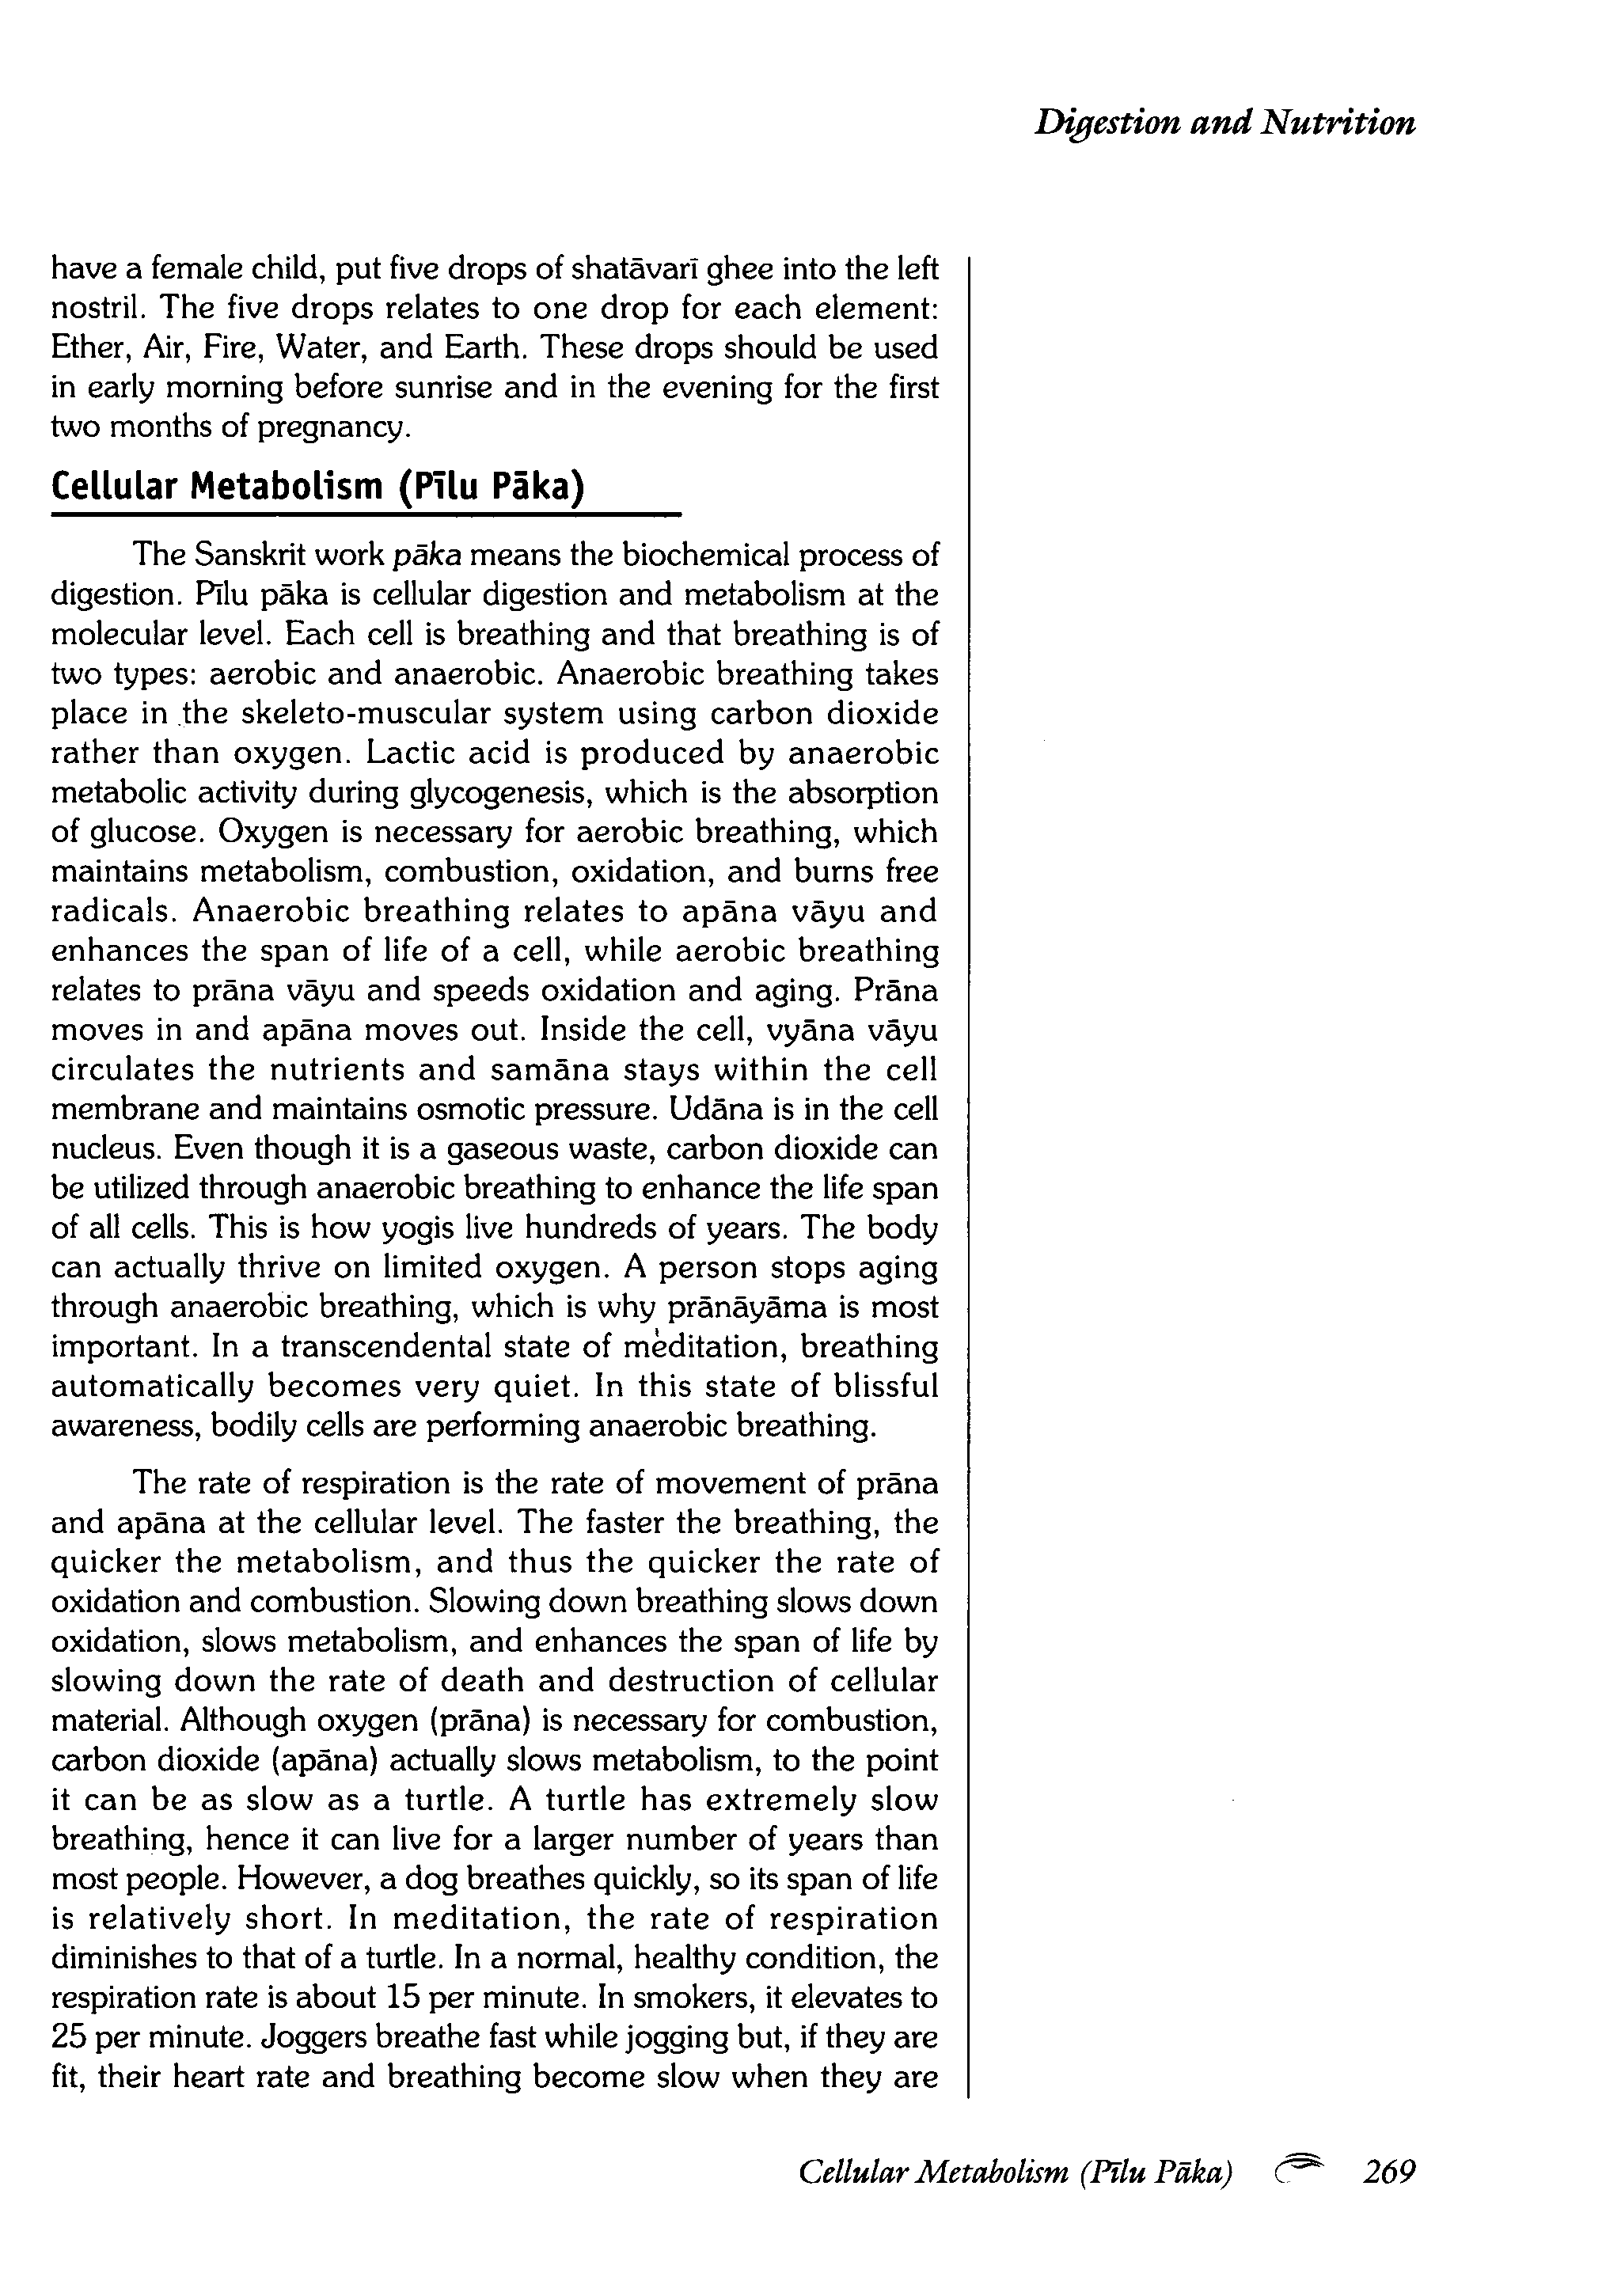 Digestion and Nutrition
have a female child, put five drops of shatāvarī ghee into the left
nostril. The five drops relates to one drop for each element:
Ether, Air, Fire, Water, and Earth. These drops should be used
in early morning before sunrise and in the evening for the first
two months of pregnancy.
Cellular Metabolism (Pīlu Pāka)
The Sanskrit work pāka means the biochemical process of
digestion. Pīlu pāka is cellular digestion and metabolism at the
molecular level. Each cell is breathing and that breathing is of
two types: aerobic and anaerobic. Anaerobic breathing takes
place in the skeleto-muscular system using carbon dioxide
rather than oxygen. Lactic acid is produced by anaerobic
metabolic activity during glycogenesis, which is the absorption
of glucose. Oxygen is necessary for aerobic breathing, which
maintains metabolism, combustion, oxidation, and burns free
radicals. Anaerobic breathing relates to apāna vāyu and
enhances the span of life of a cell, while aerobic breathing
relates to prāna vāyu and speeds oxidation and aging. Prāna
moves in and apāna moves out. Inside the cell, vyāna vāyu
circulates the nutrients and samāna stays within the cell
membrane and maintains osmotic pressure. Udāna is in the cell
nucleus. Even though it is a gaseous waste, carbon dioxide can
be utilized through anaerobic breathing to enhance the life span
of all cells. This is how yogis live hundreds of years. The body
can actually thrive on limited oxygen. A person stops aging
through anaerobic breathing, which is why prānāyāma is most
important. In a transcendental state of meditation, breathing
automatically becomes very quiet. In this state of blissful
awareness, bodily cells are performing anaerobic breathing.
The rate of respiration is the rate of movement of prāna
and apāna at the cellular level. The faster the breathing, the
quicker the metabolism, and thus the quicker the rate of
oxidation and combustion. Slowing down breathing slows down
oxidation, slows metabolism, and enhances the span of life by
slowing down the rate of death and destruction of cellular
material. Although oxygen (prāna) is necessary for combustion,
carbon dioxide (apāna) actually slows metabolism, to the point
it can be as slow as a turtle. A turtle has extremely slow
breathing, hence it can live for a larger number of years than
most people. However, a dog breathes quickly, so its span of life
is relatively short. In meditation, the rate of respiration
diminishes to that of a turtle. In a normal, healthy condition, the
respiration rate is about 15 per minute. In smokers, it elevates to
25 per minute. Joggers breathe fast while jogging but, if they are
fit, their heart rate and breathing become slow when they are
Cellular Metabolism (Pīlu Pāka) 269